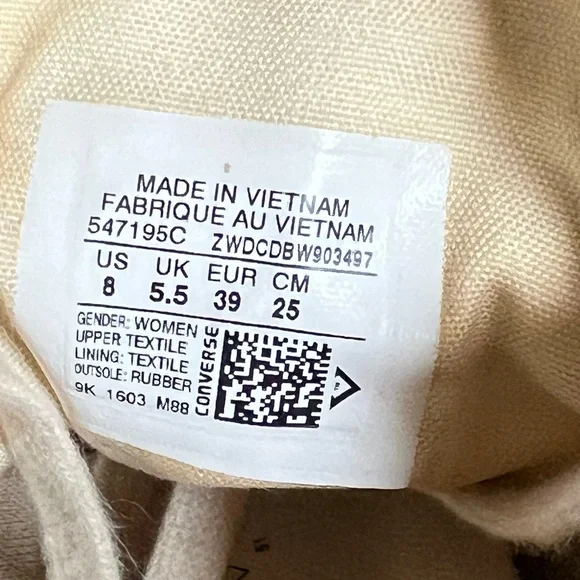 MADE IN VIETNAM
FABRIQUE AU VIETNAM
547195C ZWDCDBW903497
US UK EUR CM
8 5.5 39 25
GENDER: WOMEN
UPPER TEXTILE
LINING: TEXTILE
OUTSOLE: RUBBER
9K 1603 M88
CONVERSE
F